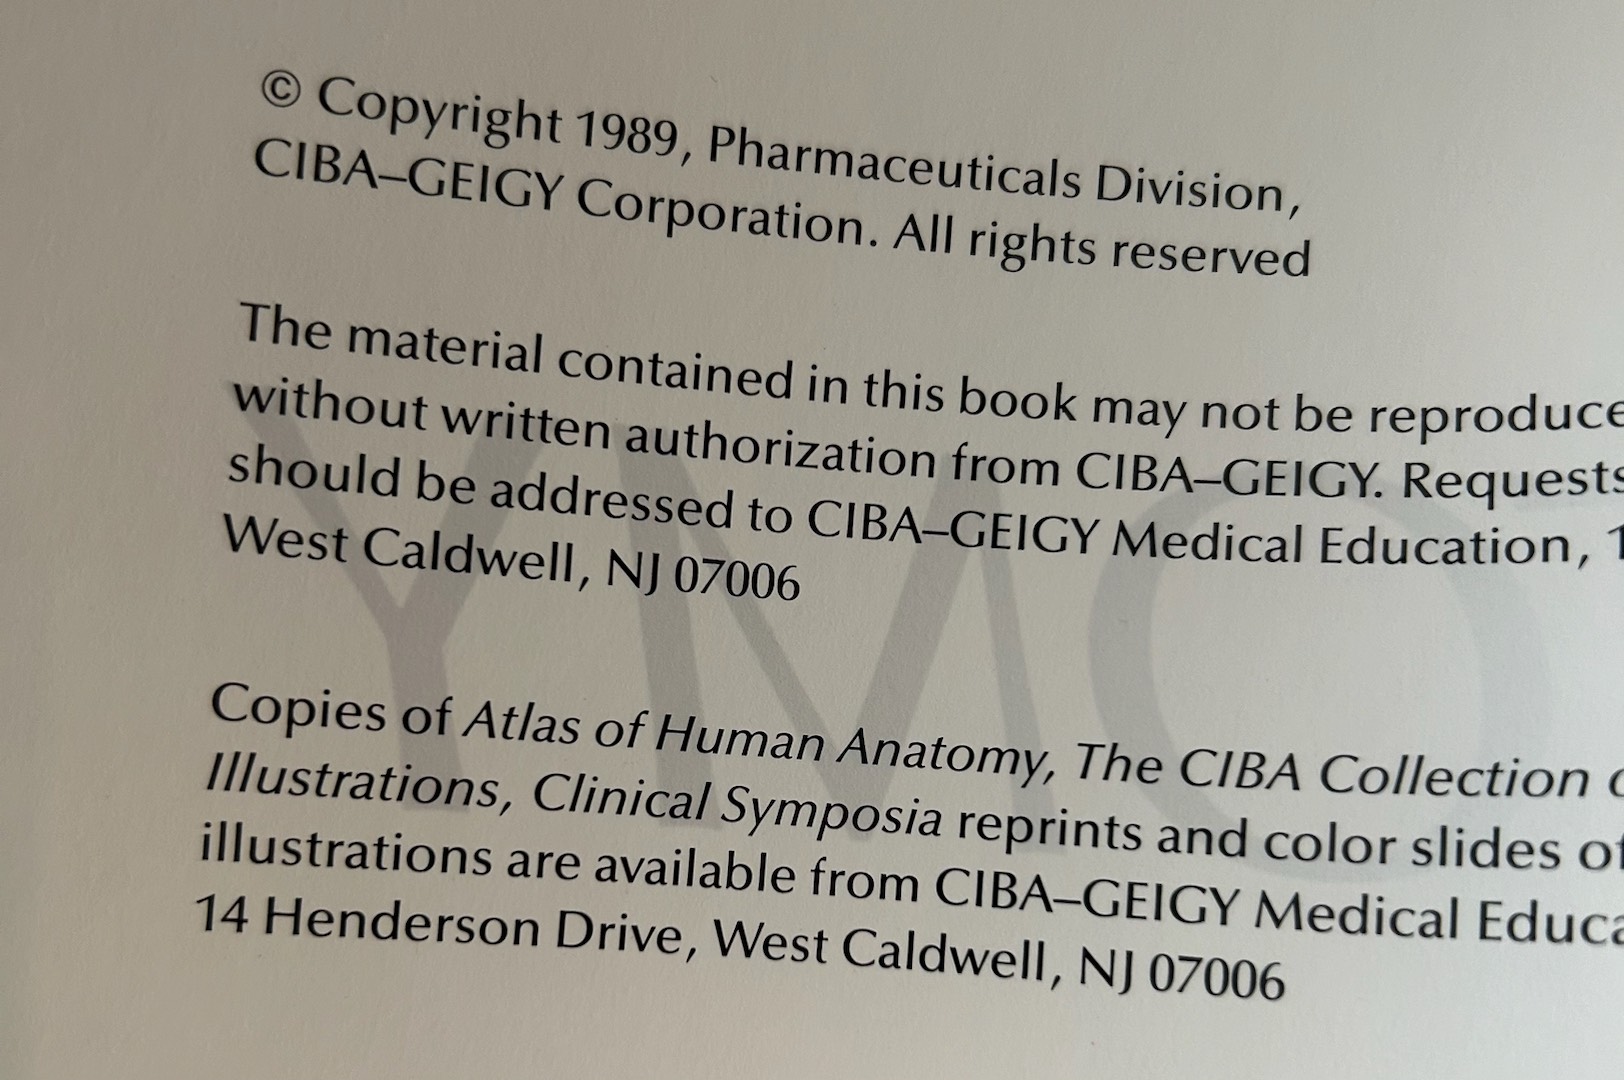 © Copyright 1989, Pharmaceuticals Division,
CIBA–GEIGY Corporation. All rights reserved
The material contained in this book may not be reproduce
without written authorization from CIBA–GEIGY. Requests
should be addressed to CIBA–GEIGY Medical Education, 1
West Caldwell, NJ 07006
Copies of Atlas of Human Anatomy, The CIBA Collection o
Illustrations, Clinical Symposia reprints and color slides of
illustrations are available from CIBA–GEIGY Medical Educa
14 Henderson Drive, West Caldwell, NJ 07006